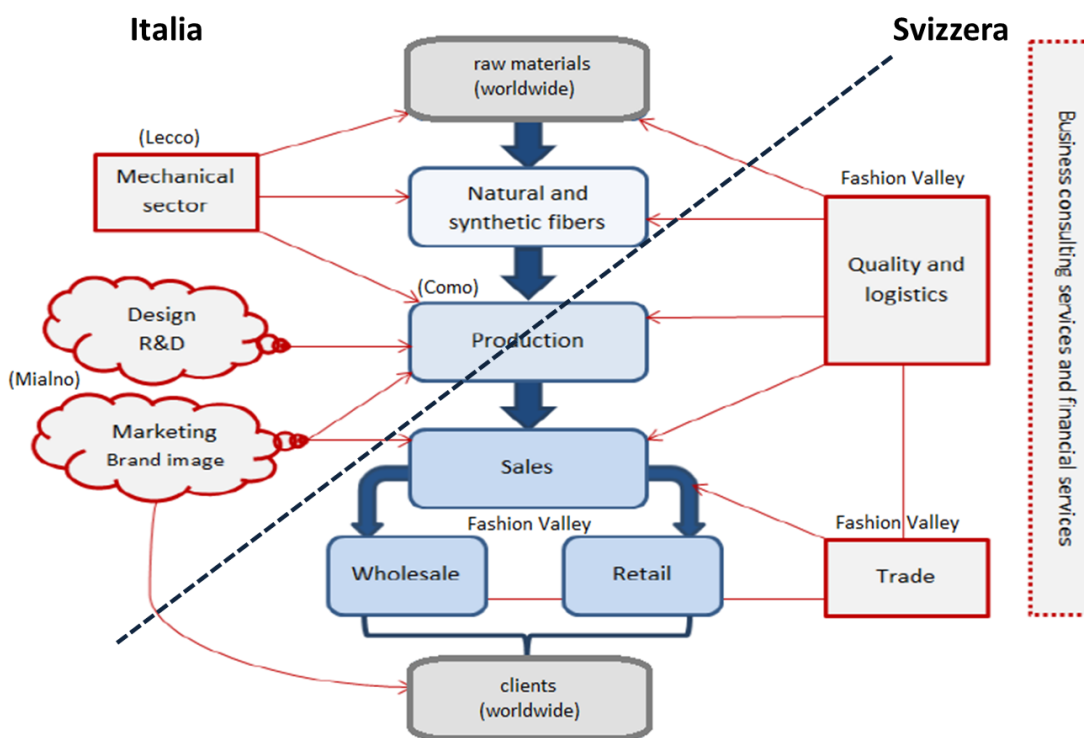 Italia
Svizzera
raw materials
(worldwide)
(Lecco)
Mechanical
sector
Natural and
synthetic fibers
Fashion Valley
Quality and
logistics
Business consulting services and financial services
(Como)
Design
R&D
Production
(Mialno)
Marketing
Brand image
Sales
Fashion Valley
Fashion Valley
Wholesale
Retail
Trade
clients
(worldwide)